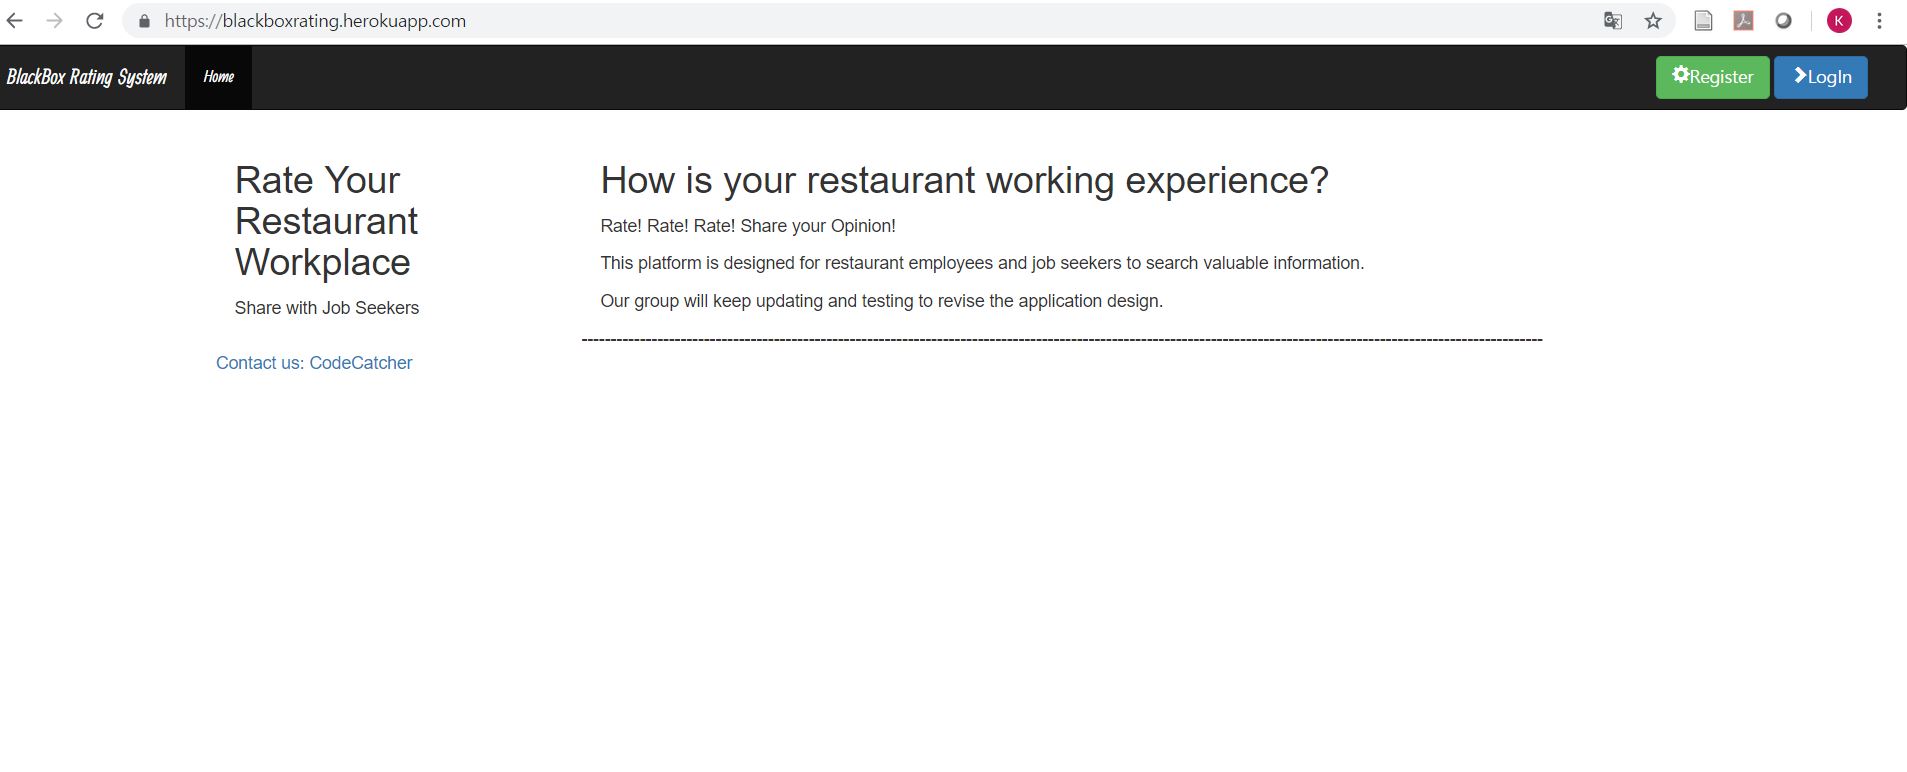 https://blackboxrating.herokuapp.com
K
BlackBox Rating System
Home
Register
LogIn
Rate Your
Restaurant
Workplace
Share with Job Seekers
Contact us: CodeCatcher
How is your restaurant working experience?
Rate! Rate! Rate! Share your Opinion!
This platform is designed for restaurant employees and job seekers to search valuable information.
Our group will keep updating and testing to revise the application design.